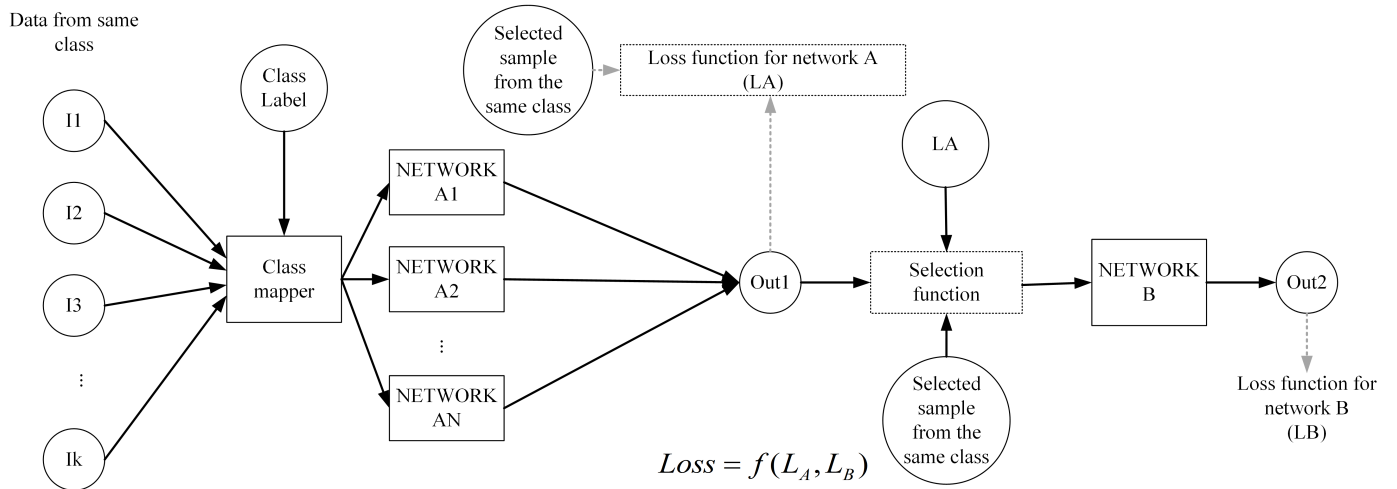 Data from same
class
I1
I2
I3
...
Ik
Class
Label
Class
mapper
NETWORK
A1
NETWORK
A2
...
NETWORK
AN
Selected
sample
from the
same class
Loss function for network A
(LA)
Out1
LA
Selection
function
Selected
sample
from the
same class
NETWORK
B
Out2
Loss function for
network B
(LB)
Loss = f(L_A, L_B)